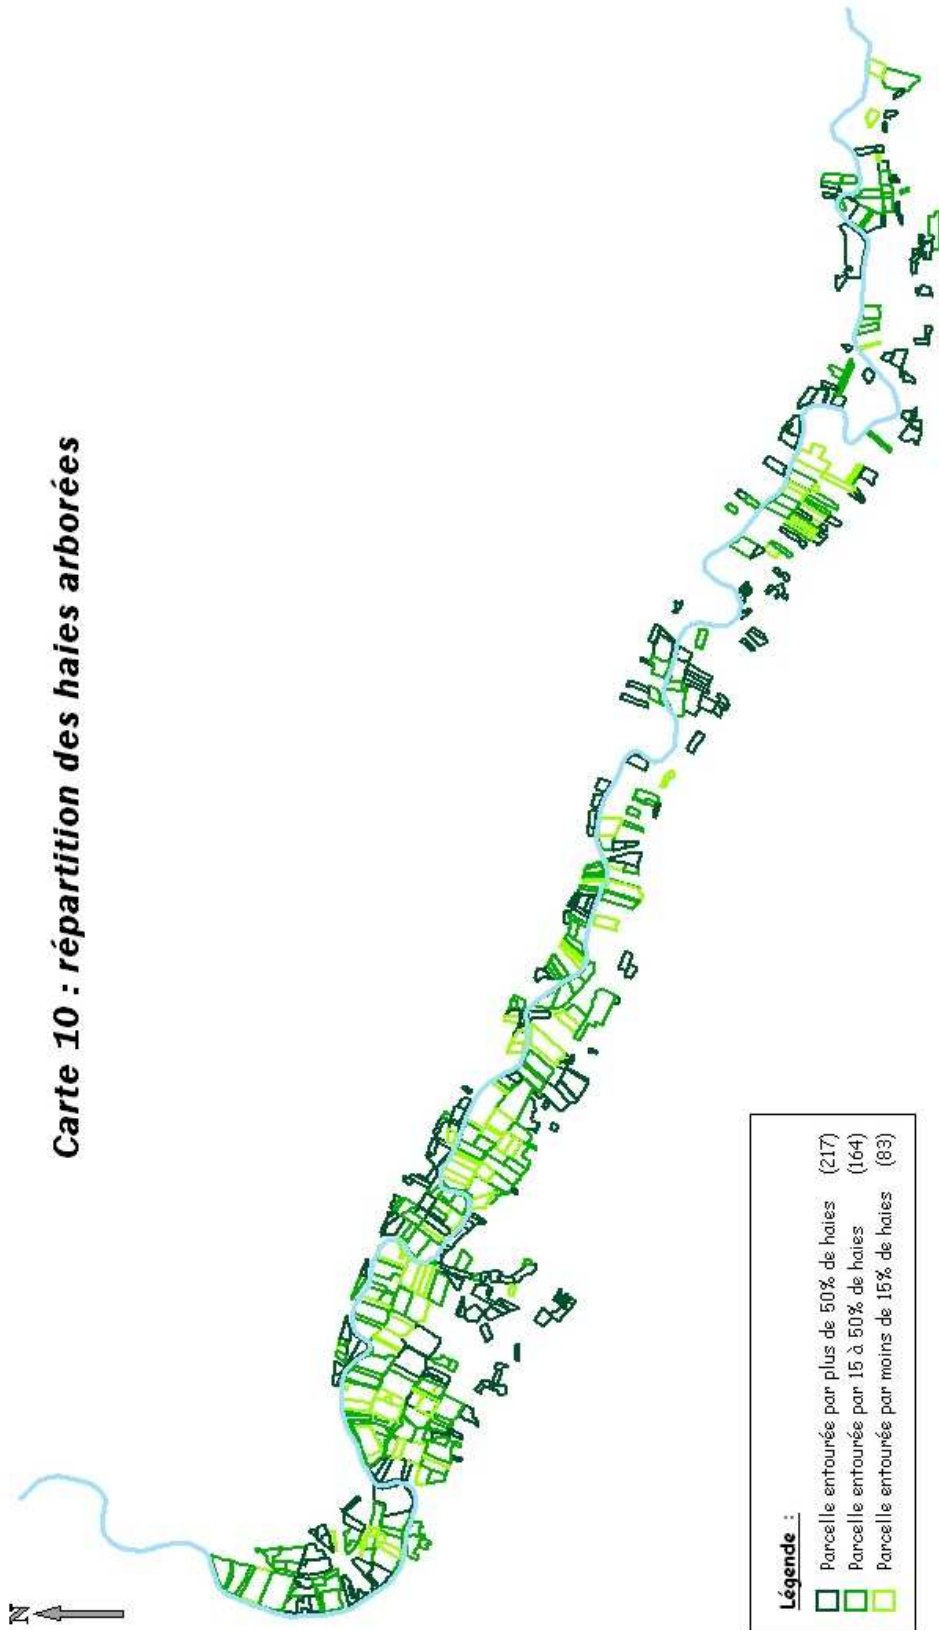 Carte 10 : répartition des haies arborées
N
Légende :
Parcelle entourée par plus de 50% de haies (217)
Parcelle entourée par 15 à 50% de haies (164)
Parcelle entourée par moins de 15% de haies (83)